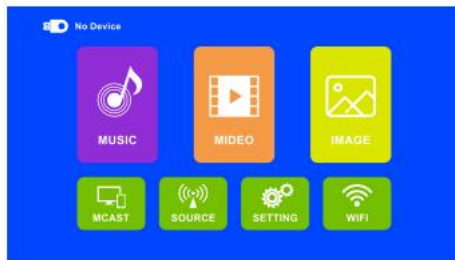 No Device
MUSIC
MIDEO
IMAGE
MCAST
SOURCE
SETTING
WIFI